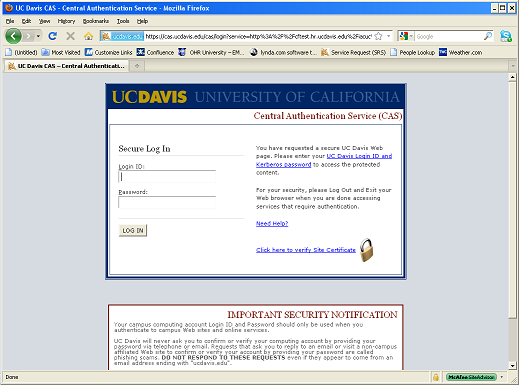 UC Davis CAS - Central Authentication Service - Mozilla Firefox
File Edit View History Bookmarks Tools Help
ucdavis.edu https://cas.ucdavis.edu/cas/login?service=http%3A%2F%2Fcftest.hr.ucdavis.edu%2Fiacuc
Google
(Untitled) Most Visited Customize Links Confluence OHR University – EM... lynda.com software t... Service Request (SRS) People Lookup Weather.com
UC Davis CAS – Central Authenticati...
UCDAVIS UNIVERSITY OF CALIFORNIA
Central Authentication Service (CAS)
Secure Log In
Login ID:
Password:
LOG IN
You have requested a secure UC Davis Web
page. Please enter your UC Davis Login ID and
Kerberos password to access the protected
content.
For your security, please Log Out and Exit your
Web browser when you are done accessing
services that require authentication.
Need Help?
Click here to verify Site Certificate
IMPORTANT SECURITY NOTIFICATION
Your campus computing account Login ID and Password should only be used when you
authenticate to campus Web sites and online services.
UC Davis will never ask you to confirm or verify your computing account by providing your
password via telephone or email. Requests that ask you to reply to an email or visit a non-campus
affiliated Web site to confirm or verify your account by providing your password are called
phishing scams. DO NOT RESPOND TO THESE REQUESTS even if they appear to come from an
email address ending with "ucdavis.edu".
Done
McAfee SiteAdvisor